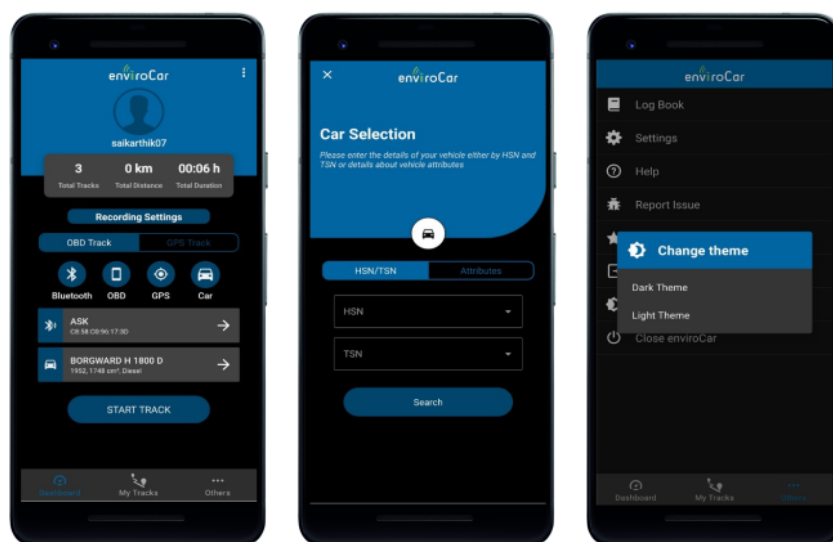 enviroCar
saikarthik07
3 0 km 00:06 h
Total Tracks Total Distance Total Duration
Recording Settings
OBD Track GPS Track
Bluetooth OBD GPS Car
ASK
BORGWARD H 1800 D
1952, 1748 cm³, Diesel
START TRACK
Dashboard My Tracks Others
enviroCar
Car Selection
Please enter the details of your vehicle either by HSN and
TSN or details about vehicle attributes
HSN/TSN Attributes
HSN
TSN
Search
enviroCar
Log Book
Settings
Help
Report Issue
Change theme
Dark Theme
Light Theme
Close enviroCar
Dashboard My Tracks Others